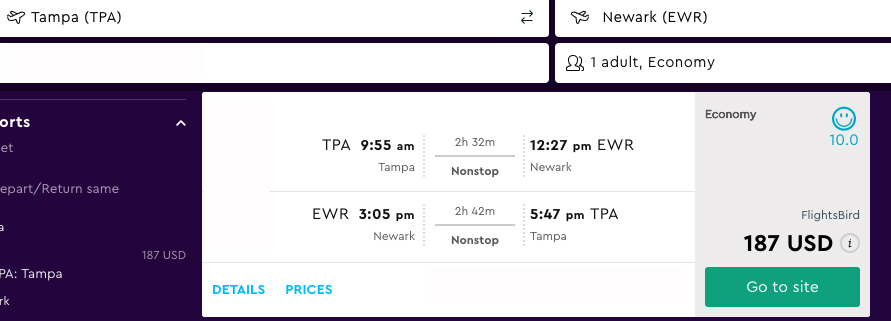 Tampa (TPA)
Newark (EWR)
1 adult, Economy
orts
et
epart/Return same
a
187 USD
PA: Tampa
rk
TPA 9:55 am
2h 32m
12:27 pm EWR
Tampa
Nonstop
Newark
EWR 3:05 pm
2h 42m
5:47 pm TPA
Newark
Nonstop
Tampa
DETAILS PRICES
Economy
10.0
FlightsBird
187 USD i
Go to site